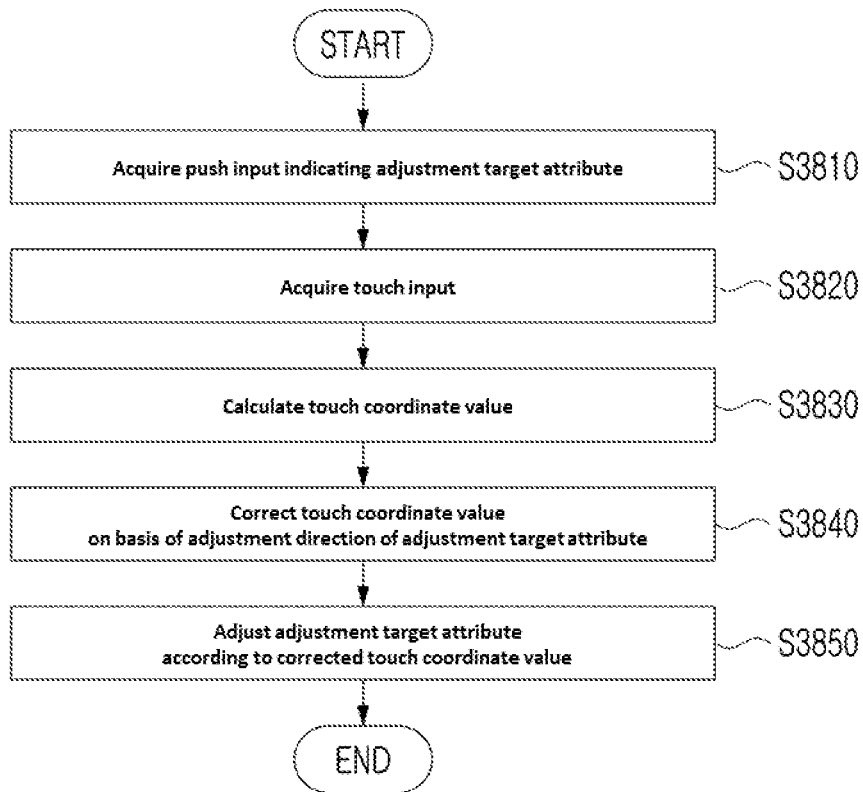 START
Acquire push input indicating adjustment target attribute
S3810
Acquire touch input
S3820
Calculate touch coordinate value
S3830
Correct touch coordinate value
on basis of adjustment direction of adjustment target attribute
S3840
Adjust adjustment target attribute
according to corrected touch coordinate value
S3850
END